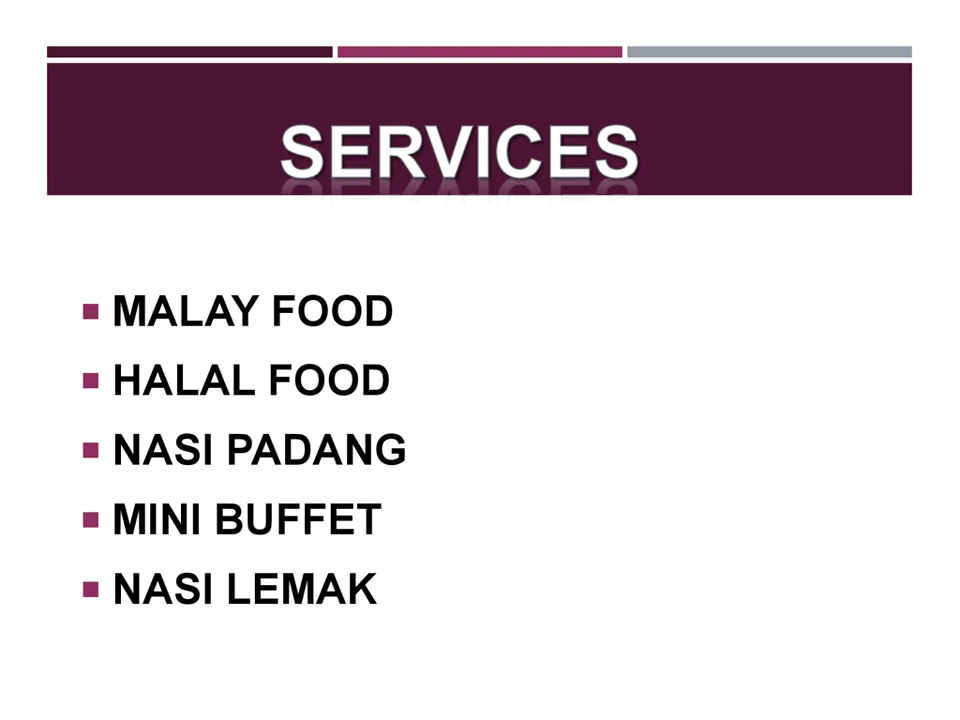 SERVICES
MALAY FOOD
HALAL FOOD
NASI PADANG
MINI BUFFET
NASI LEMAK